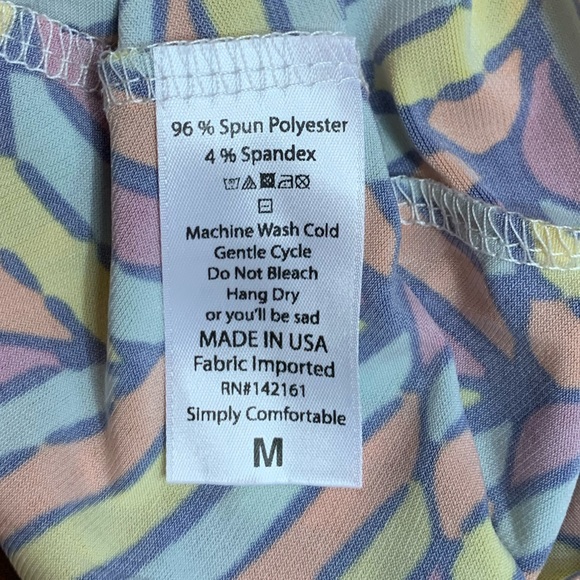 96 % Spun Polyester
4 % Spandex
Machine Wash Cold
Gentle Cycle
Do Not Bleach
Hang Dry
or you'll be sad
MADE IN USA
Fabric Imported
RN#142161
Simply Comfortable
M